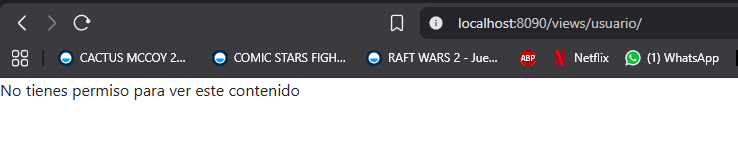 localhost:8090/views/usuario/
CACTUS MCCOY 2... COMIC STARS FIGH... RAFT WARS 2 - Jue... ABP Netflix (1) WhatsApp
No tienes permiso para ver este contenido